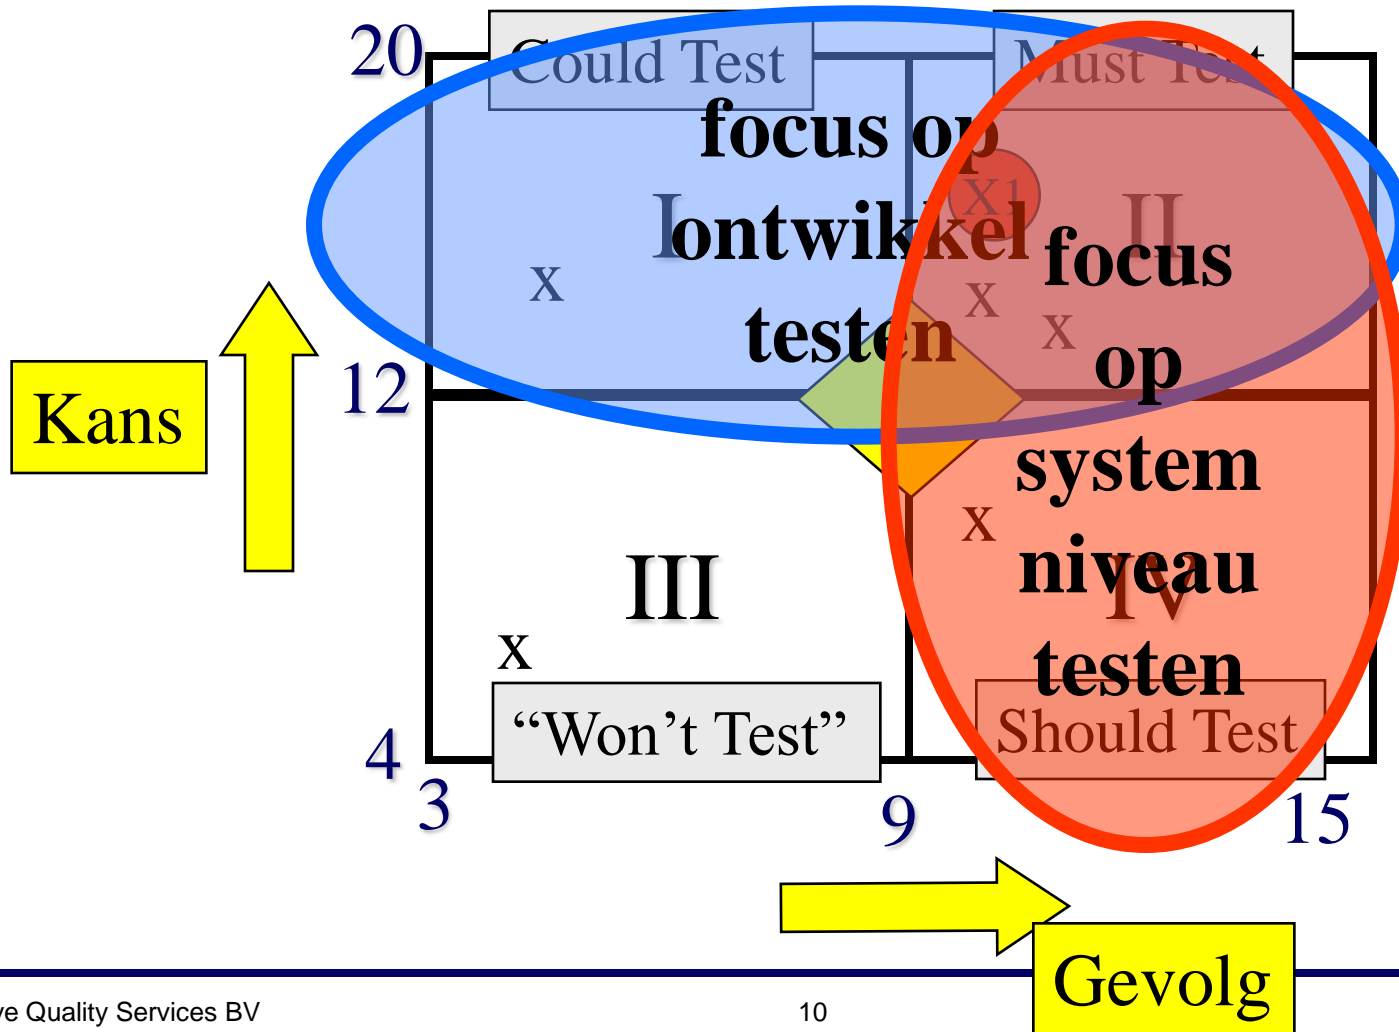 20
Could Test
Must Test
focus op
ontwikkel
testen
I
X1
II
focus
op
system
niveau
testen
x
x
x
12
Kans
x
III
IV
x
“Won’t Test”
Should Test
4
3
9
15
Gevolg
ve Quality Services BV
10